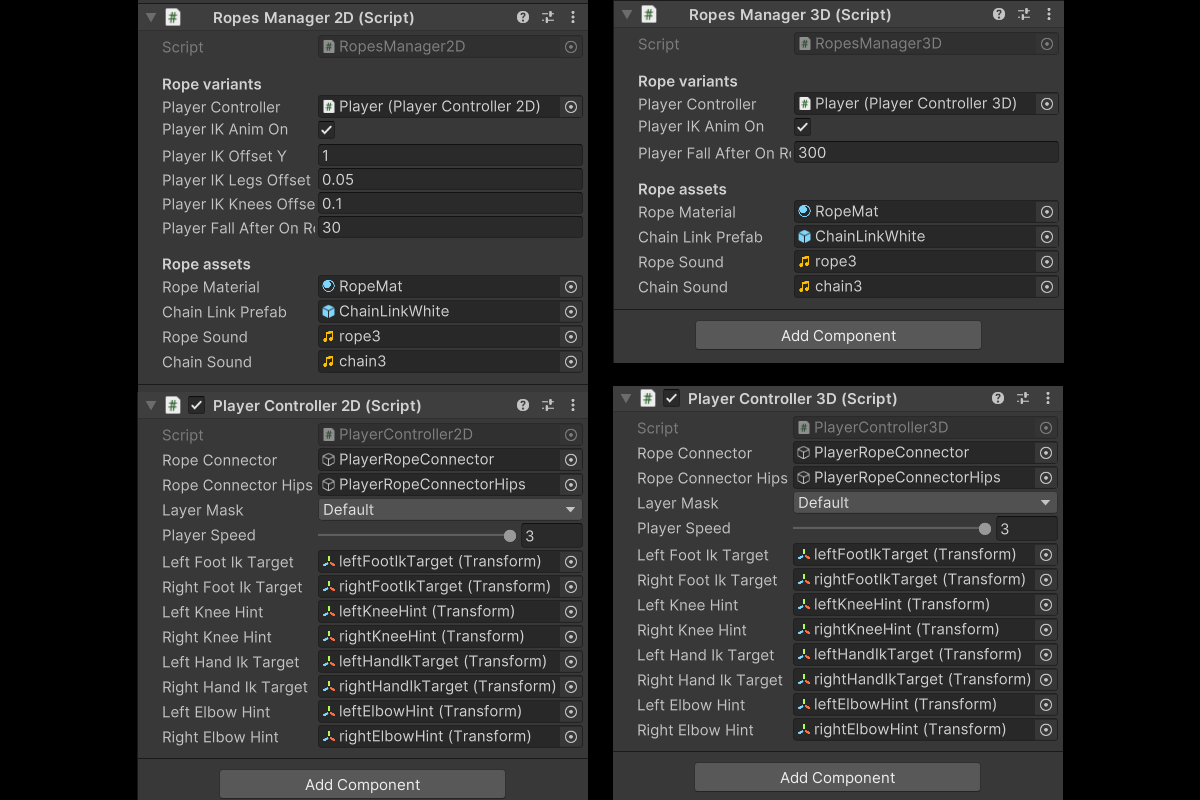 Ropes Manager 2D (Script)
Script RopesManager2D
Rope variants
Player Controller Player (Player Controller 2D)
Player IK Anim On
Player IK Offset Y 1
Player IK Legs Offset 0.05
Player IK Knees Offse 0.1
Player Fall After On Ro 30
Rope assets
Rope Material RopeMat
Chain Link Prefab ChainLinkWhite
Rope Sound rope3
Chain Sound chain3
Player Controller 2D (Script)
Script PlayerController2D
Rope Connector PlayerRopeConnector
Rope Connector Hips PlayerRopeConnectorHips
Layer Mask Default
Player Speed 3
Left Foot Ik Target leftFootIkTarget (Transform)
Right Foot Ik Target rightFootIkTarget (Transform)
Left Knee Hint leftKneeHint (Transform)
Right Knee Hint rightKneeHint (Transform)
Left Hand Ik Target leftHandIkTarget (Transform)
Right Hand Ik Target rightHandIkTarget (Transform)
Left Elbow Hint leftElbowHint (Transform)
Right Elbow Hint rightElbowHint (Transform)
Add Component
Ropes Manager 3D (Script)
Script RopesManager3D
Rope variants
Player Controller Player (Player Controller 3D)
Player IK Anim On
Player Fall After On Ro 300
Rope assets
Rope Material RopeMat
Chain Link Prefab ChainLinkWhite
Rope Sound rope3
Chain Sound chain3
Add Component
Player Controller 3D (Script)
Script PlayerController3D
Rope Connector PlayerRopeConnector
Rope Connector Hips PlayerRopeConnectorHips
Layer Mask Default
Player Speed 3
Left Foot Ik Target leftFootIkTarget (Transform)
Right Foot Ik Target rightFootIkTarget (Transform)
Left Knee Hint leftKneeHint (Transform)
Right Knee Hint rightKneeHint (Transform)
Left Hand Ik Target leftHandIkTarget (Transform)
Right Hand Ik Target rightHandIkTarget (Transform)
Left Elbow Hint leftElbowHint (Transform)
Right Elbow Hint rightElbowHint (Transform)
Add Component